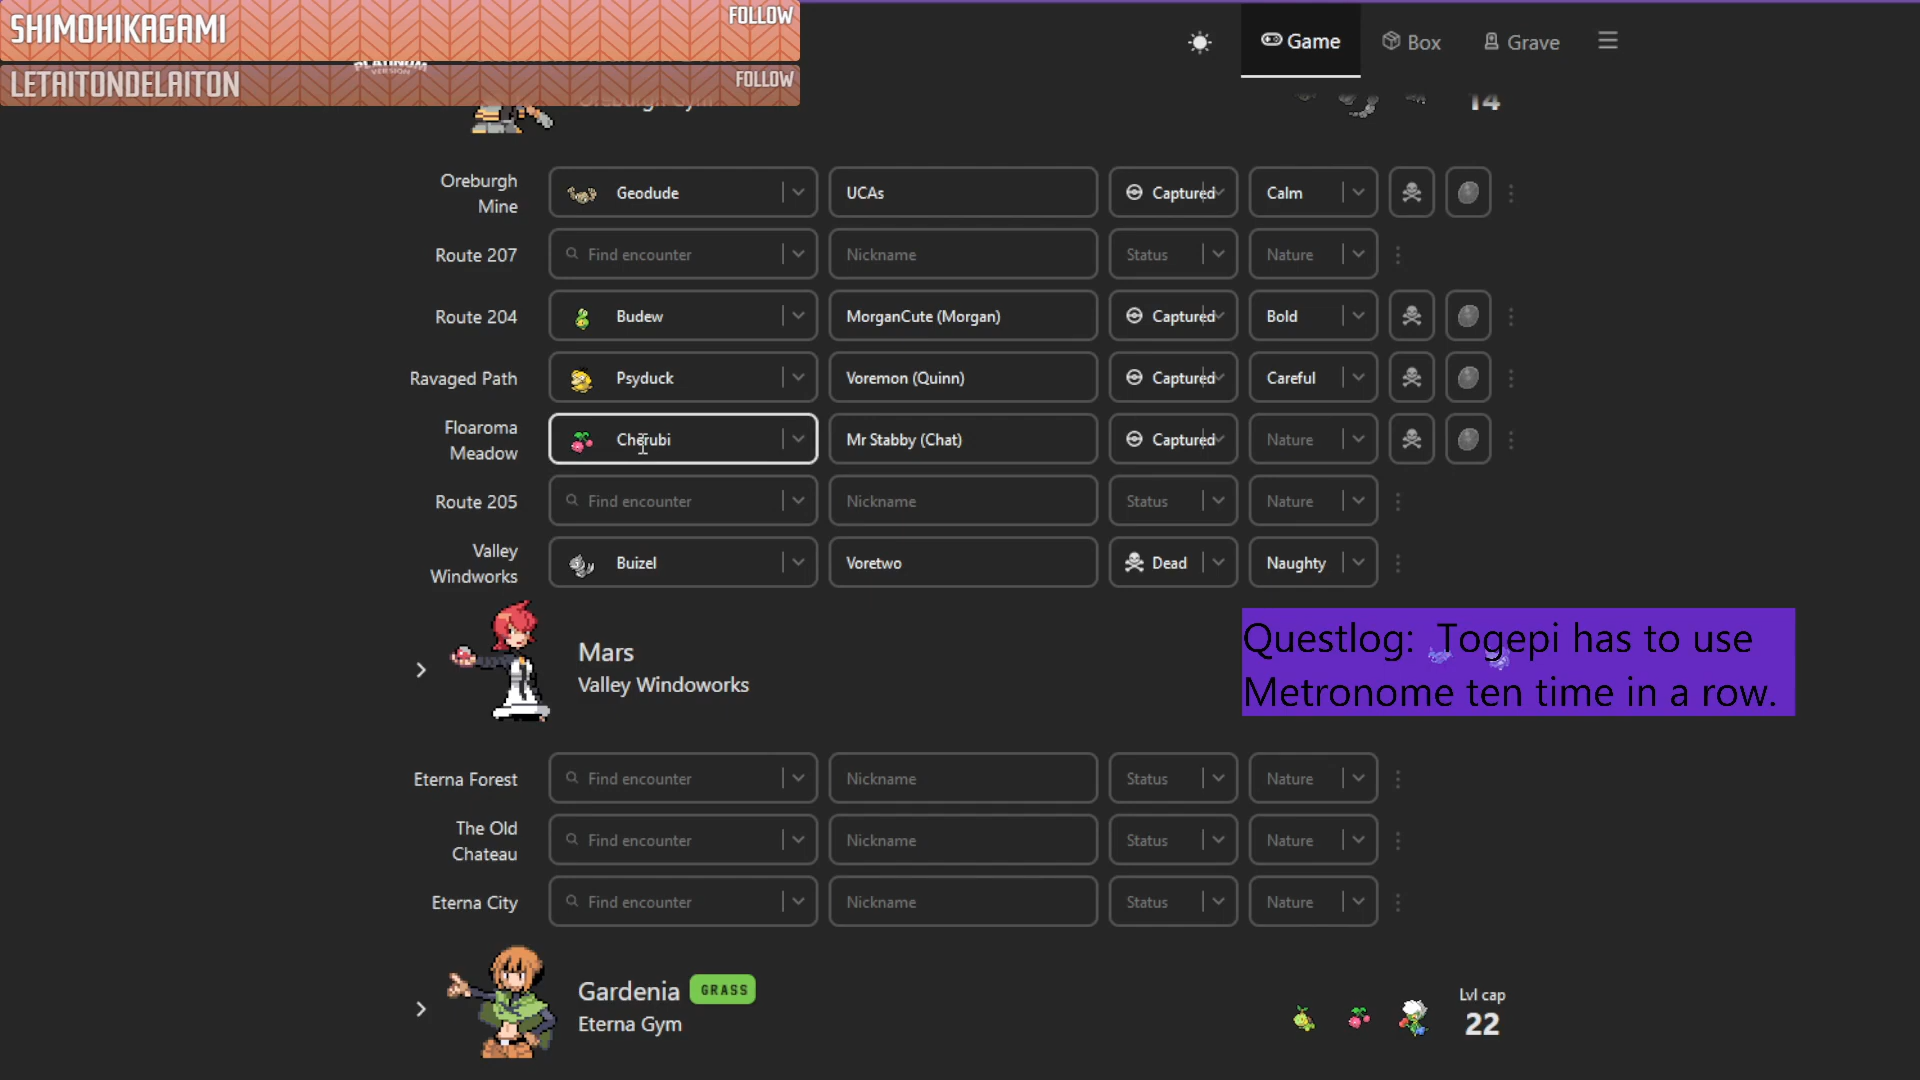 SHIMOHIKAGAMI FOLLOW
LETAITONDELAITON FOLLOW
PLATINUM
VERSION
Game Box Grave
Oreburgh Gym 14
Oreburgh
Mine
Geodude UCAs Captured Calm
Route 207 Find encounter Nickname Status Nature
Route 204 Budew MorganCute (Morgan) Captured Bold
Ravaged Path Psyduck Voremon (Quinn) Captured Careful
Floaroma
Meadow
Cherubi Mr Stabby (Chat) Captured Nature
Route 205 Find encounter Nickname Status Nature
Valley
Windworks
Buizel Voretwo Dead Naughty
Mars
Valley Windoworks
Questlog: Togepi has to use
Metronome ten time in a row.
Eterna Forest Find encounter Nickname Status Nature
The Old
Chateau
Find encounter Nickname Status Nature
Eterna City Find encounter Nickname Status Nature
Gardenia GRASS
Eterna Gym
Lvl cap
22